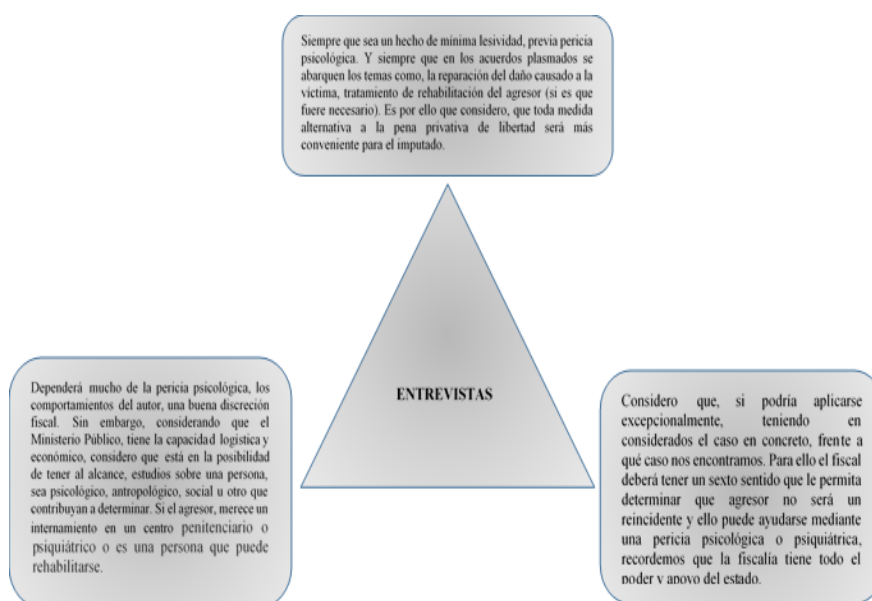 Siempre que sea un hecho de mínima lesividad, previa pericia
psicológica. Y siempre que en los acuerdos plasmados se
abarquen los temas como, la reparación del daño causado a la
víctima, tratamiento de rehabilitación del agresor (si es que
fuere necesario). Es por ello que considero, que toda medida
alternativa a la pena privativa de libertad será más
conveniente para el imputado.
ENTREVISTAS
Dependerá mucho de la pericia psicológica, los
comportamientos del autor, una buena discreción
fiscal. Sin embargo, considerando que el
Ministerio Público, tiene la capacidad logística y
económico, considero que está en la posibilidad
de tener al alcance, estudios sobre una persona,
sea psicológico, antropológico, social u otro que
contribuyan a determinar. Si el agresor, merece un
internamiento en un centro penitenciario o
psiquiátrico o es una persona que puede
rehabilitarse.
Considero que, si podría aplicarse
excepcionalmente, teniendo en
considerados el caso en concreto, frente a
qué caso nos encontramos. Para ello el fiscal
deberá tener un sexto sentido que le permita
determinar que agresor no será un
reincidente y ello puede ayudarse mediante
una pericia psicológica o psiquiátrica,
recordemos que la fiscalía tiene todo el
poder y apoyo del estado.